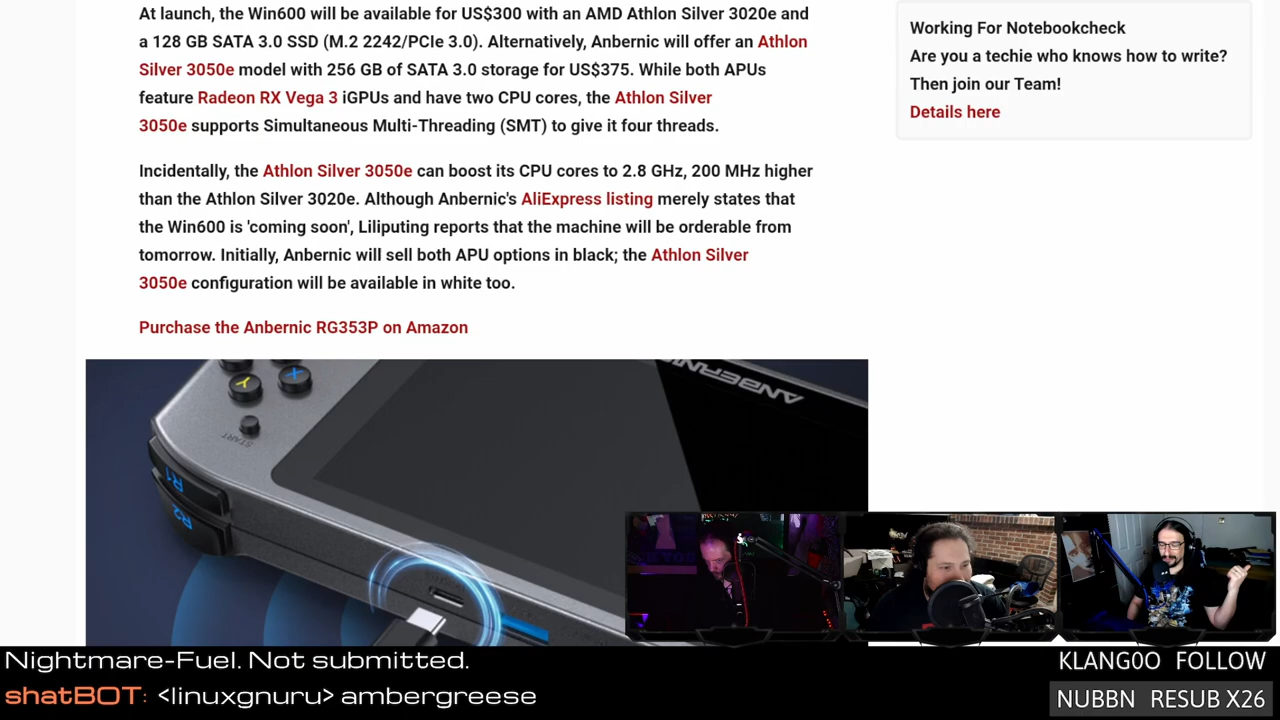 At launch, the Win600 will be available for US$300 with an AMD Athlon Silver 3020e and
a 128 GB SATA 3.0 SSD (M.2 2242/PCIe 3.0). Alternatively, Anbernic will offer an Athlon
Silver 3050e model with 256 GB of SATA 3.0 storage for US$375. While both APUs
feature Radeon RX Vega 3 iGPUs and have two CPU cores, the Athlon Silver
3050e supports Simultaneous Multi-Threading (SMT) to give it four threads.
Incidentally, the Athlon Silver 3050e can boost its CPU cores to 2.8 GHz, 200 MHz higher
than the Athlon Silver 3020e. Although Anbernic's AliExpress listing merely states that
the Win600 is 'coming soon', Liliputing reports that the machine will be orderable from
tomorrow. Initially, Anbernic will sell both APU options in black; the Athlon Silver
3050e configuration will be available in white too.
Purchase the Anbernic RG353P on Amazon
Working For Notebookcheck
Are you a techie who knows how to write?
Then join our Team!
Details here
ANBERNIC
Y
X
START
R1
R2
Nightmare-Fuel. Not submitted.
shatBOT: <linuxgnuru> ambergreese
KLANG0O FOLLOW
NUBBN RESUB X26